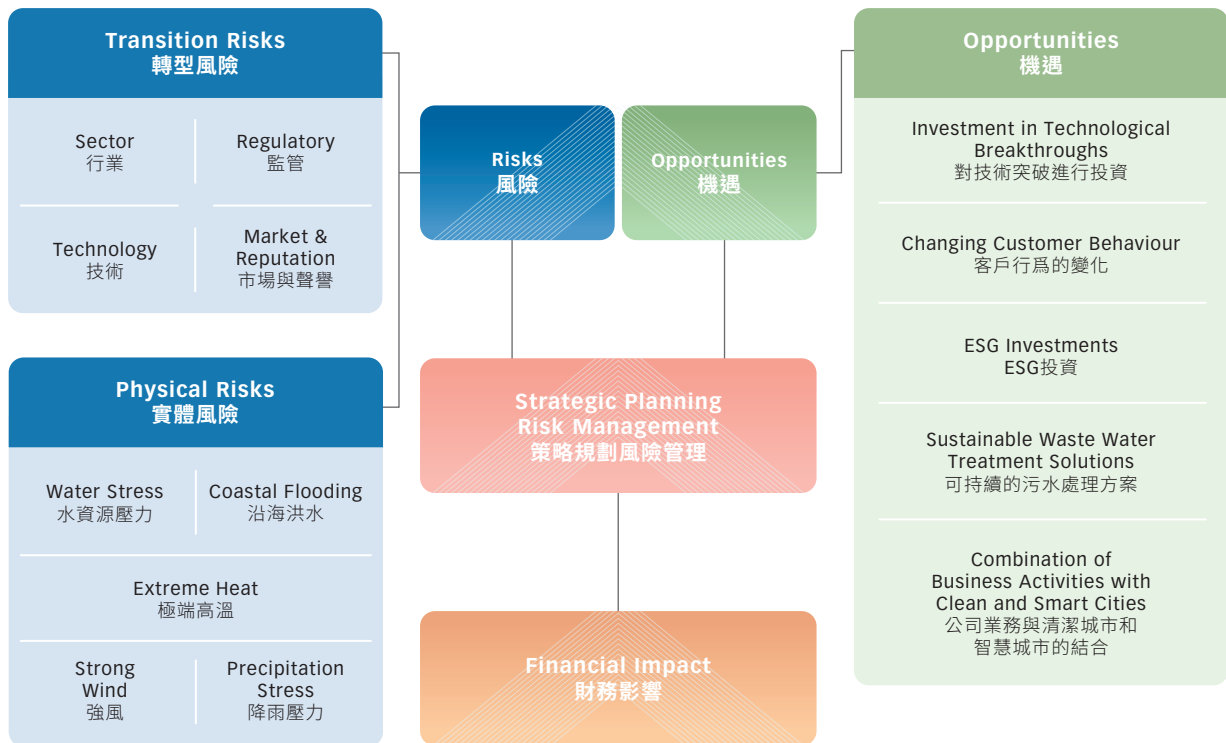 Transition Risks
轉型風險
Sector
行業
Regulatory
監管
Technology
技術
Market &
Reputation
市場與聲譽
Physical Risks
實體風險
Water Stress
水資源壓力
Coastal Flooding
沿海洪水
Extreme Heat
極端高溫
Strong
Wind
強風
Precipitation
Stress
降雨壓力
Risks
風險
Opportunities
機遇
Strategic Planning
Risk Management
策略規劃風險管理
Financial Impact
財務影響
Opportunities
機遇
Investment in Technological
Breakthroughs
對技術突破進行投資
Changing Customer Behaviour
客戶行爲的變化
ESG Investments
ESG投資
Sustainable Waste Water
Treatment Solutions
可持續的污水處理方案
Combination of
Business Activities with
Clean and Smart Cities
公司業務與清潔城市和
智慧城市的結合